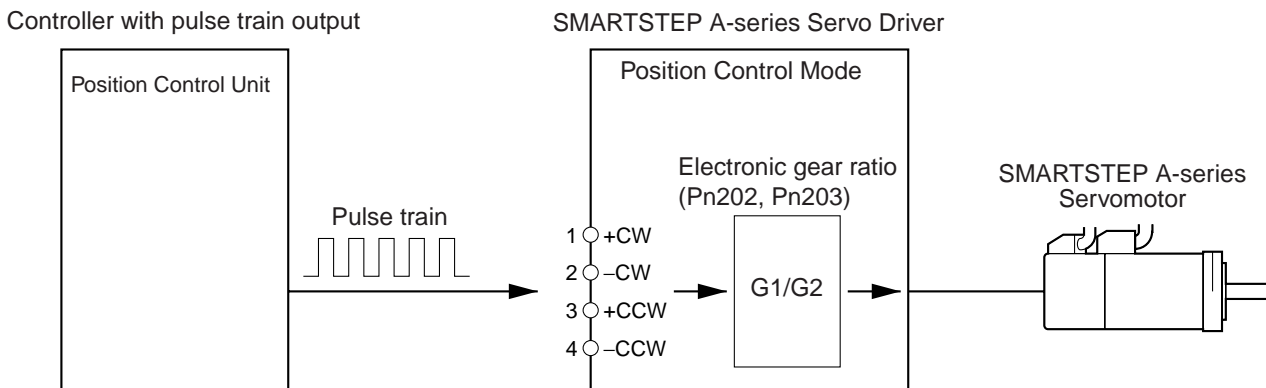 Controller with pulse train output
SMARTSTEP A-series Servo Driver
Position Control Unit
Position Control Mode
Electronic gear ratio
(Pn202, Pn203)
SMARTSTEP A-series
Servomotor
Pulse train
1 +CW
2 −CW
3 +CCW
4 −CCW
G1/G2